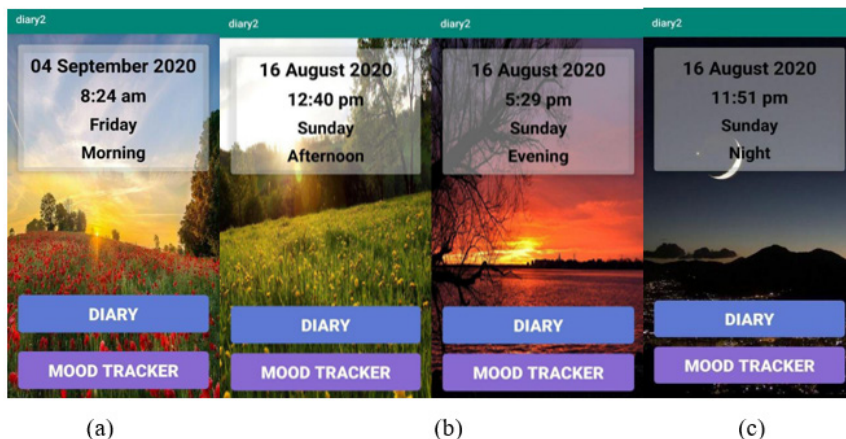 diary2
04 September 2020
8:24 am
Friday
Morning
DIARY
MOOD TRACKER
diary2
16 August 2020
12:40 pm
Sunday
Afternoon
DIARY
MOOD TRACKER
diary2
16 August 2020
5:29 pm
Sunday
Evening
DIARY
MOOD TRACKER
diary2
16 August 2020
11:51 pm
Sunday
Night
DIARY
MOOD TRACKER
(a)
(b)
(c)